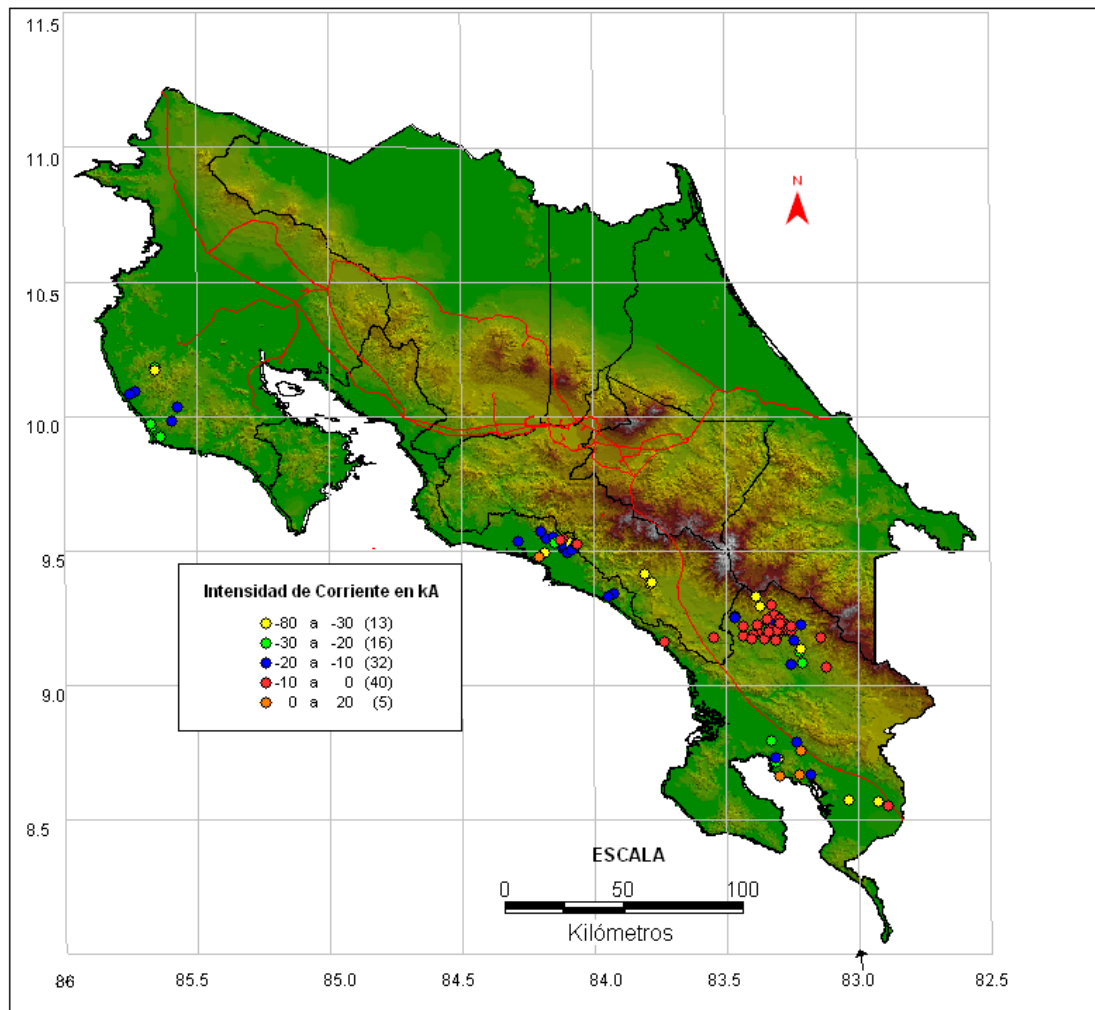 11.5
11.0
N
10.5
10.0
9.5
Intensidad de Corriente en kA
-80 a -30 (13)
-30 a -20 (16)
-20 a -10 (32)
-10 a 0 (40)
0 a 20 (5)
9.0
8.5
ESCALA
0 50 100
Kilómetros
86 85.5 85.0 84.5 84.0 83.5 83.0 82.5